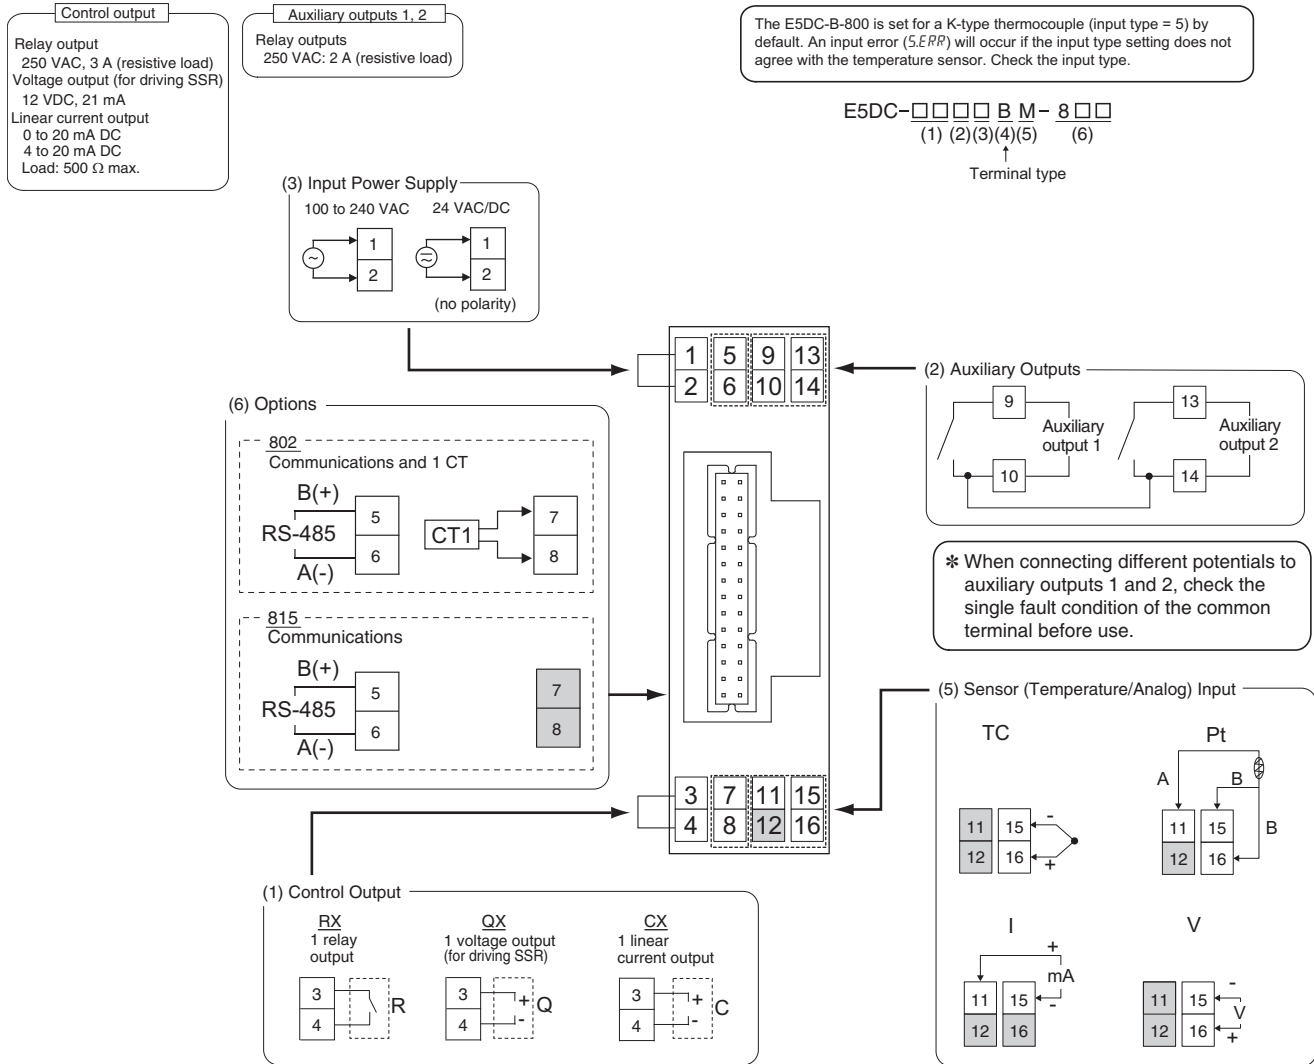 Control output
Relay output
250 VAC, 3 A (resistive load)
Voltage output (for driving SSR)
12 VDC, 21 mA
Linear current output
0 to 20 mA DC
4 to 20 mA DC
Load: 500 Ω max.
Auxiliary outputs 1, 2
Relay outputs
250 VAC: 2 A (resistive load)
The E5DC-B-800 is set for a K-type thermocouple (input type = 5) by
default. An input error (S.ERR) will occur if the input type setting does not
agree with the temperature sensor. Check the input type.
E5DC-□□□□ B M- 8□□
(1) (2)(3)(4)(5) (6)
Terminal type
(3) Input Power Supply
100 to 240 VAC 24 VAC/DC
1 1
2 2
(no polarity)
1 5 9 13
2 6 10 14
(2) Auxiliary Outputs
9 13
Auxiliary
output 1
Auxiliary
output 2
10 14
(6) Options
802
Communications and 1 CT
B(+)
RS-485
A(-)
5
6
CT1
7
8
815
Communications
B(+)
RS-485
A(-)
5
6
7
8
✻ When connecting different potentials to
auxiliary outputs 1 and 2, check the
single fault condition of the common
terminal before use.
3 7 11 15
4 8 12 16
(5) Sensor (Temperature/Analog) Input
TC
11 15 -
12 16 +
Pt
A B
11 15
B
12 16
I
+
mA
11 15 -
12 16
V
11 15 -
V
12 16 +
(1) Control Output
RX
1 relay
output
3
4
R
QX
1 voltage output
(for driving SSR)
3 +
4 -
Q
CX
1 linear
current output
3 +
4 -
C